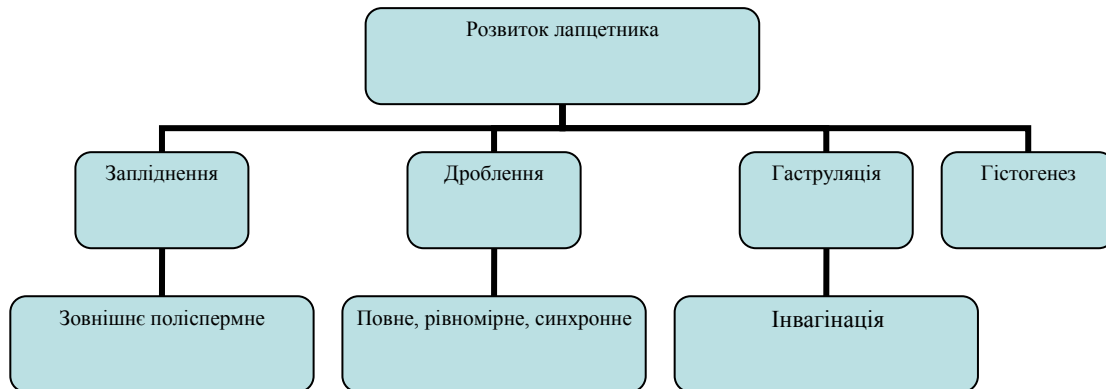 Розвиток лапцетника
Запліднення
Дроблення
Гаструляція
Гістогенез
Зовнішнє поліспермне
Повне, рівномірне, синхронне
Інвагінація